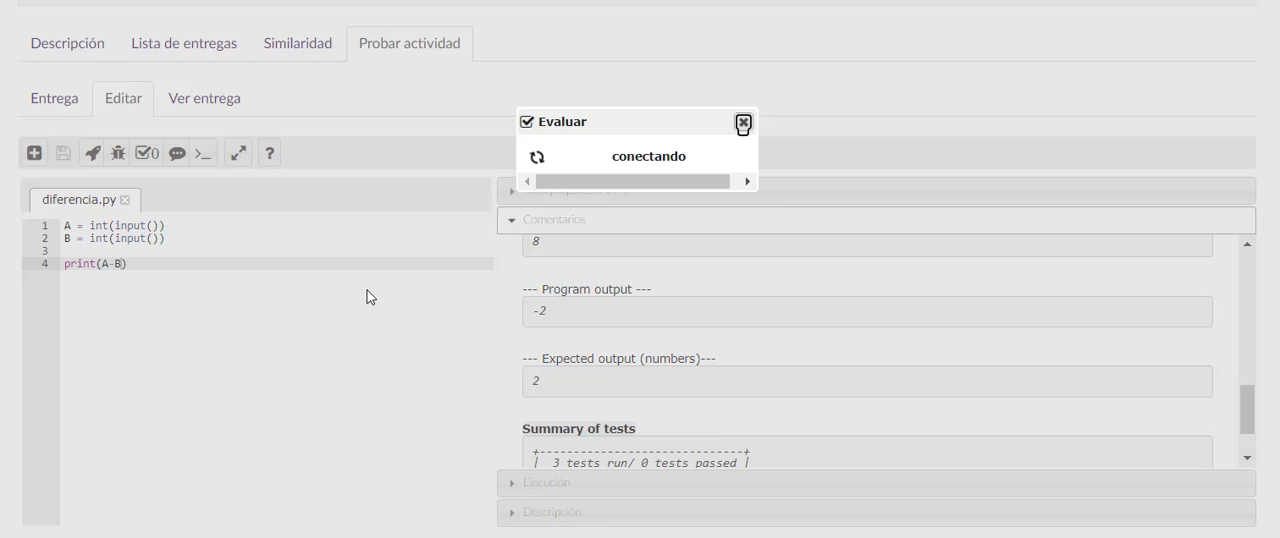 Descripción Lista de entregas Similaridad Probar actividad
Entrega Editar Ver entrega
Evaluar
conectando
0 >_ ?
diferencia.py
1 A = int(input())
2 B = int(input())
3
4 print(A-B)
Comentarios
8
--- Program output ---
-2
--- Expected output (numbers)---
2
Summary of tests
+------------------------------+
| 3 tests run/ 0 tests passed |
Ejecución
Descripción